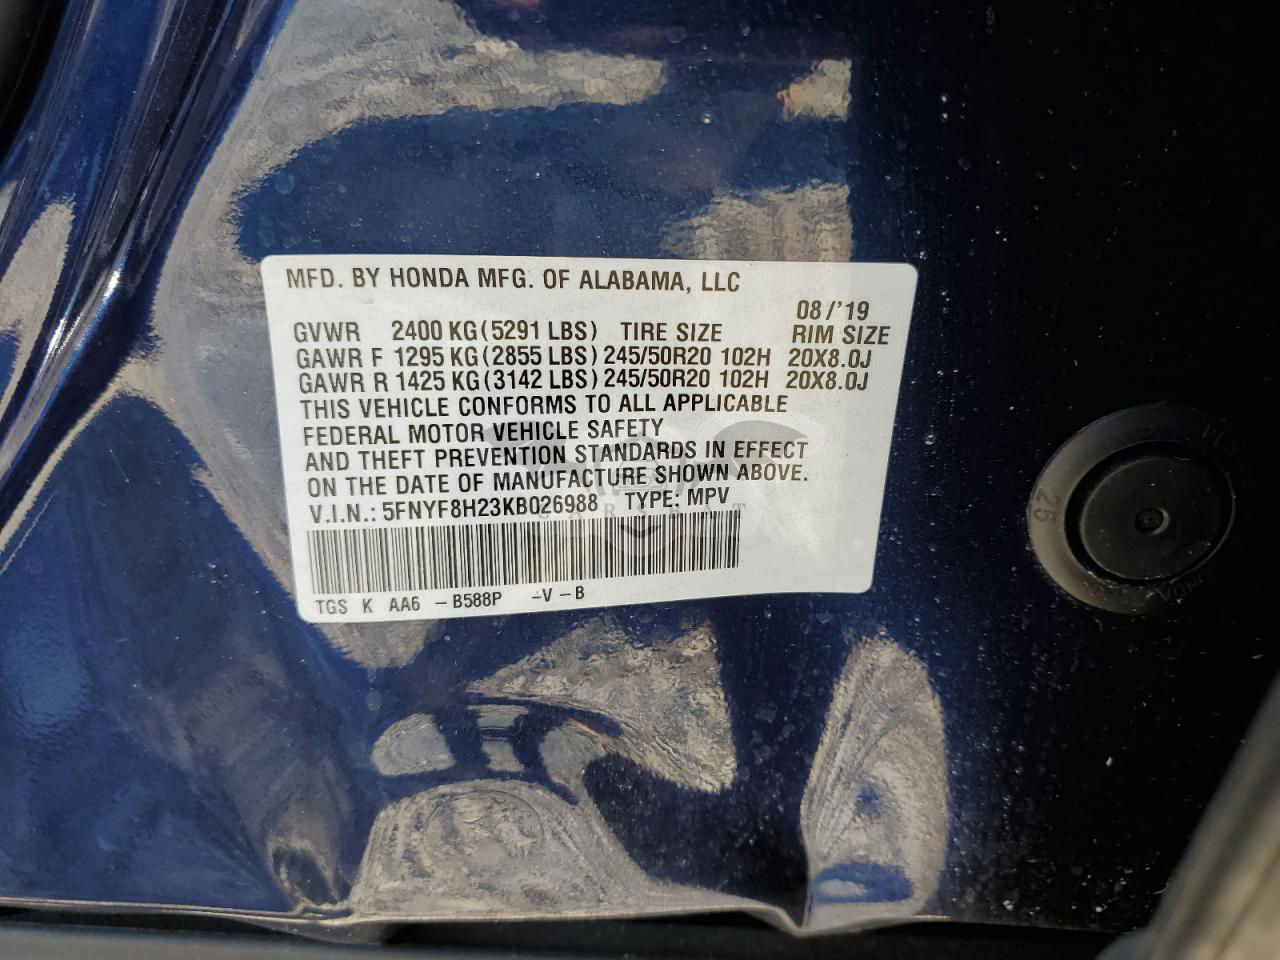 MFD. BY HONDA MFG. OF ALABAMA, LLC
08/'19
GVWR 2400 KG (5291 LBS) TIRE SIZE RIM SIZE
GAWR F 1295 KG (2855 LBS) 245/50R20 102H 20X8.0J
GAWR R 1425 KG (3142 LBS) 245/50R20 102H 20X8.0J
THIS VEHICLE CONFORMS TO ALL APPLICABLE
FEDERAL MOTOR VEHICLE SAFETY
AND THEFT PREVENTION STANDARDS IN EFFECT
ON THE DATE OF MANUFACTURE SHOWN ABOVE.
V.I.N.: 5FNYF8H23KB026988 TYPE: MPV
TGS K AA6 -B588P -V -B
25